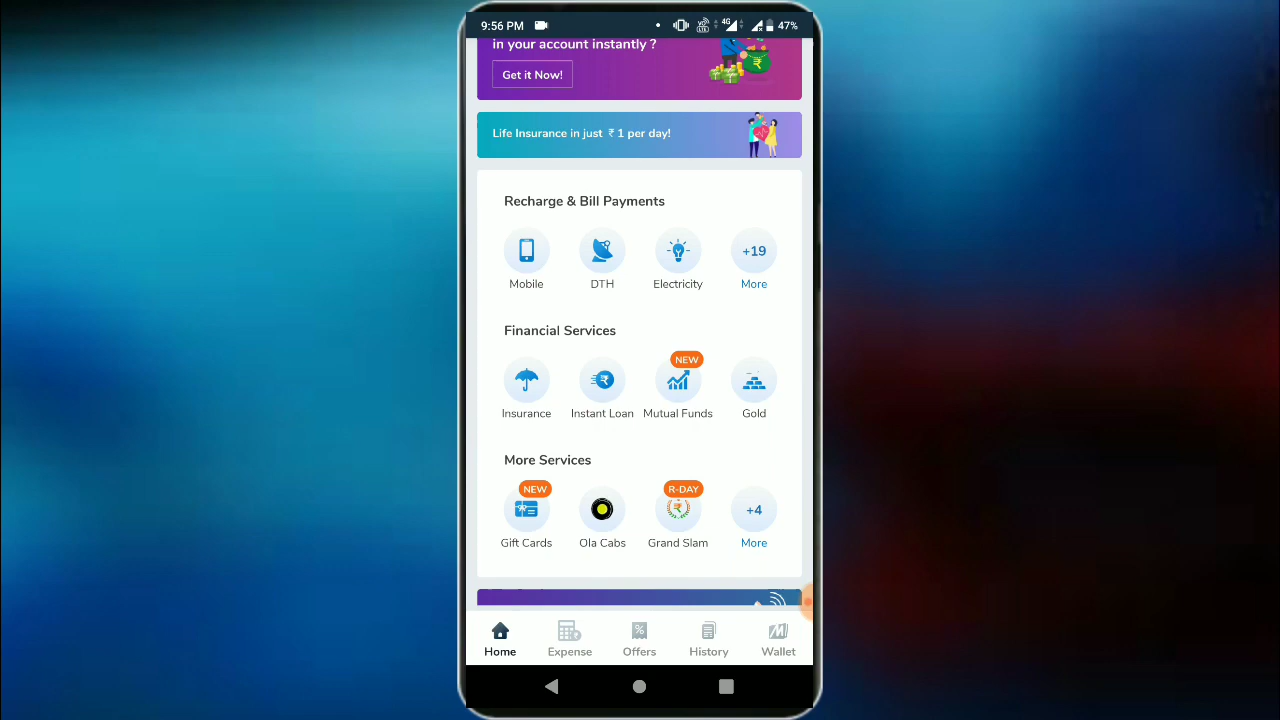 9:56 PM
4G
47%
in your account instantly ?
Get it Now!
Life Insurance in just ₹ 1 per day!
Recharge & Bill Payments
+19
Mobile
DTH
Electricity
More
Financial Services
NEW
Insurance
Instant Loan
Mutual Funds
Gold
More Services
NEW
R-DAY
+4
Gift Cards
Ola Cabs
Grand Slam
More
Home
Expense
Offers
History
Wallet